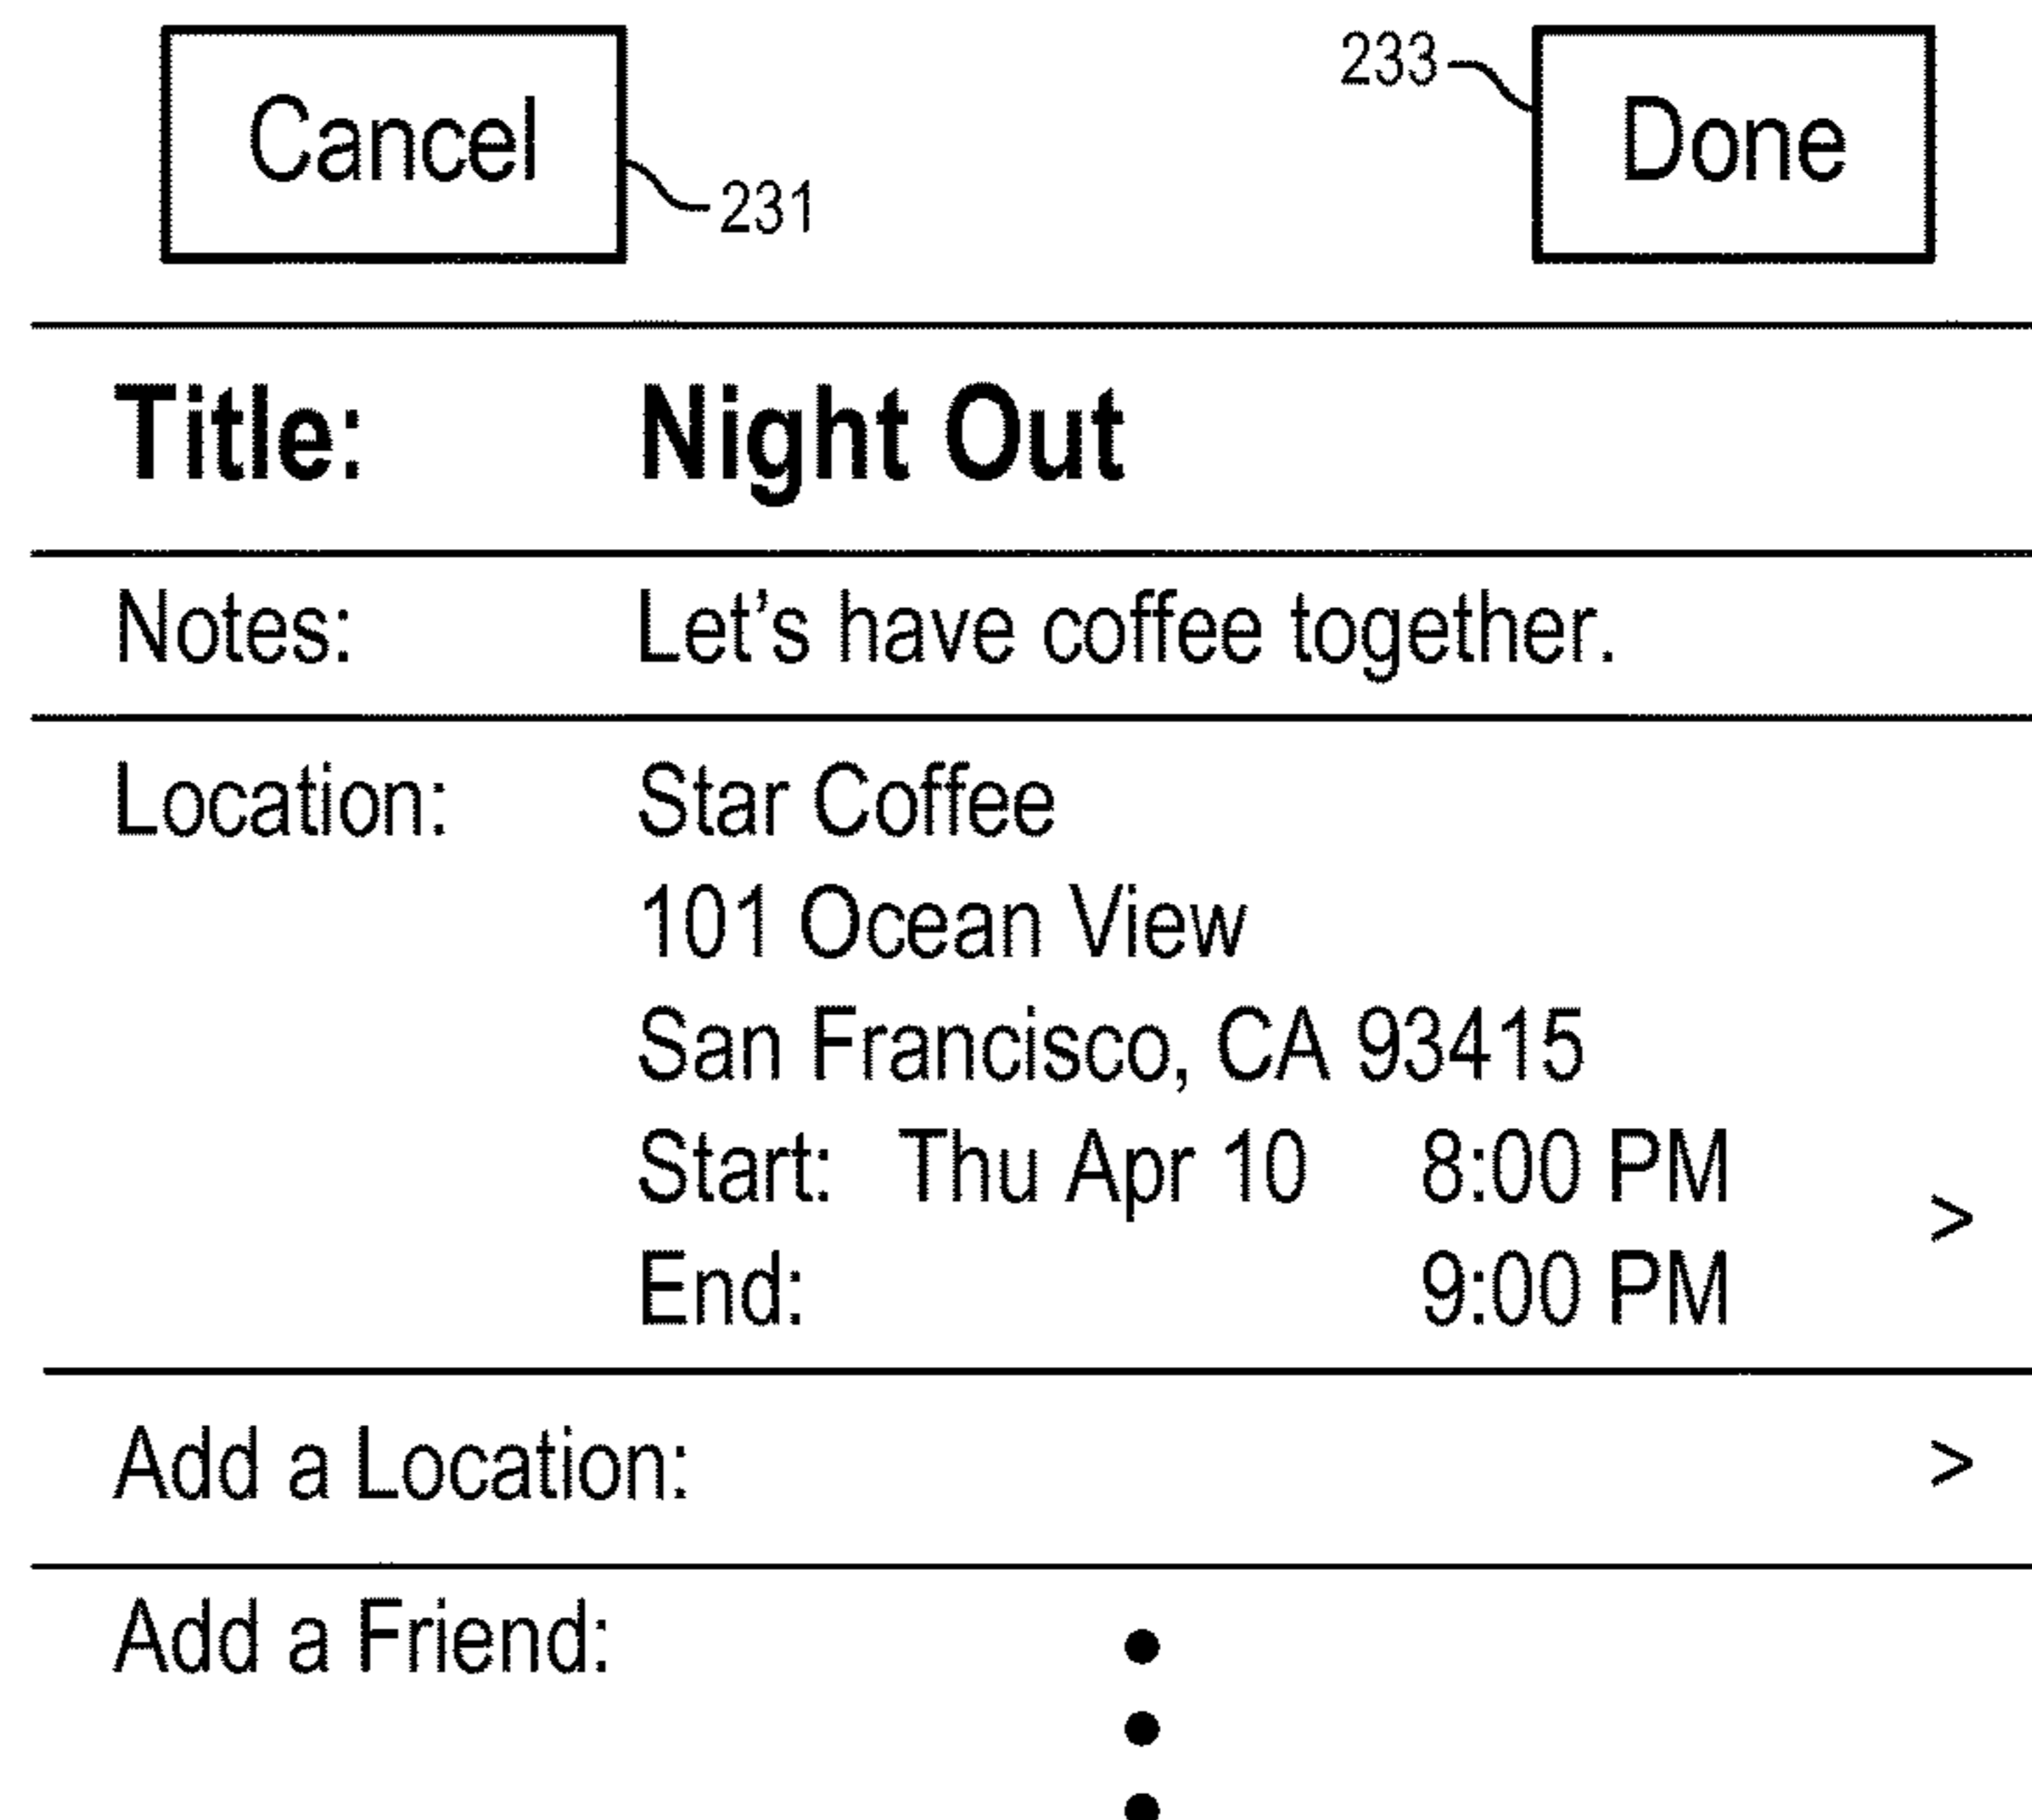 Cancel 231 233 Done
Title: Night Out
Notes: Let's have coffee together.
Location: Star Coffee
101 Ocean View
San Francisco, CA 93415
Start: Thu Apr 10 8:00 PM
>
End: 9:00 PM
Add a Location: >
Add a Friend: